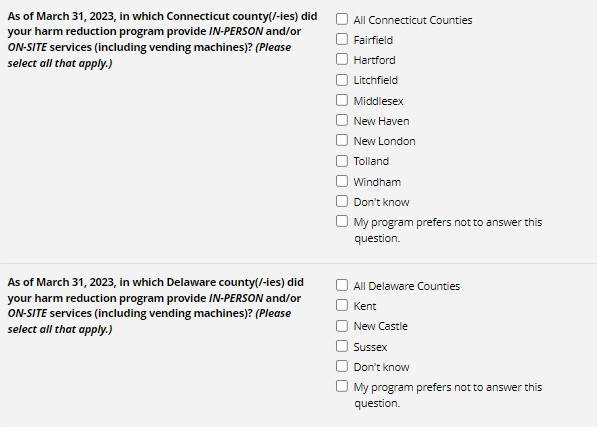 As of March 31, 2023, in which Connecticut county(/-ies) did
your harm reduction program provide IN-PERSON and/or
ON-SITE services (including vending machines)? (Please
select all that apply.)
All Connecticut Counties
Fairfield
Hartford
Litchfield
Middlesex
New Haven
New London
Tolland
Windham
Don't know
My program prefers not to answer this
question.
As of March 31, 2023, in which Delaware county(/-ies) did
your harm reduction program provide IN-PERSON and/or
ON-SITE services (including vending machines)? (Please
select all that apply.)
All Delaware Counties
Kent
New Castle
Sussex
Don't know
My program prefers not to answer this
question.